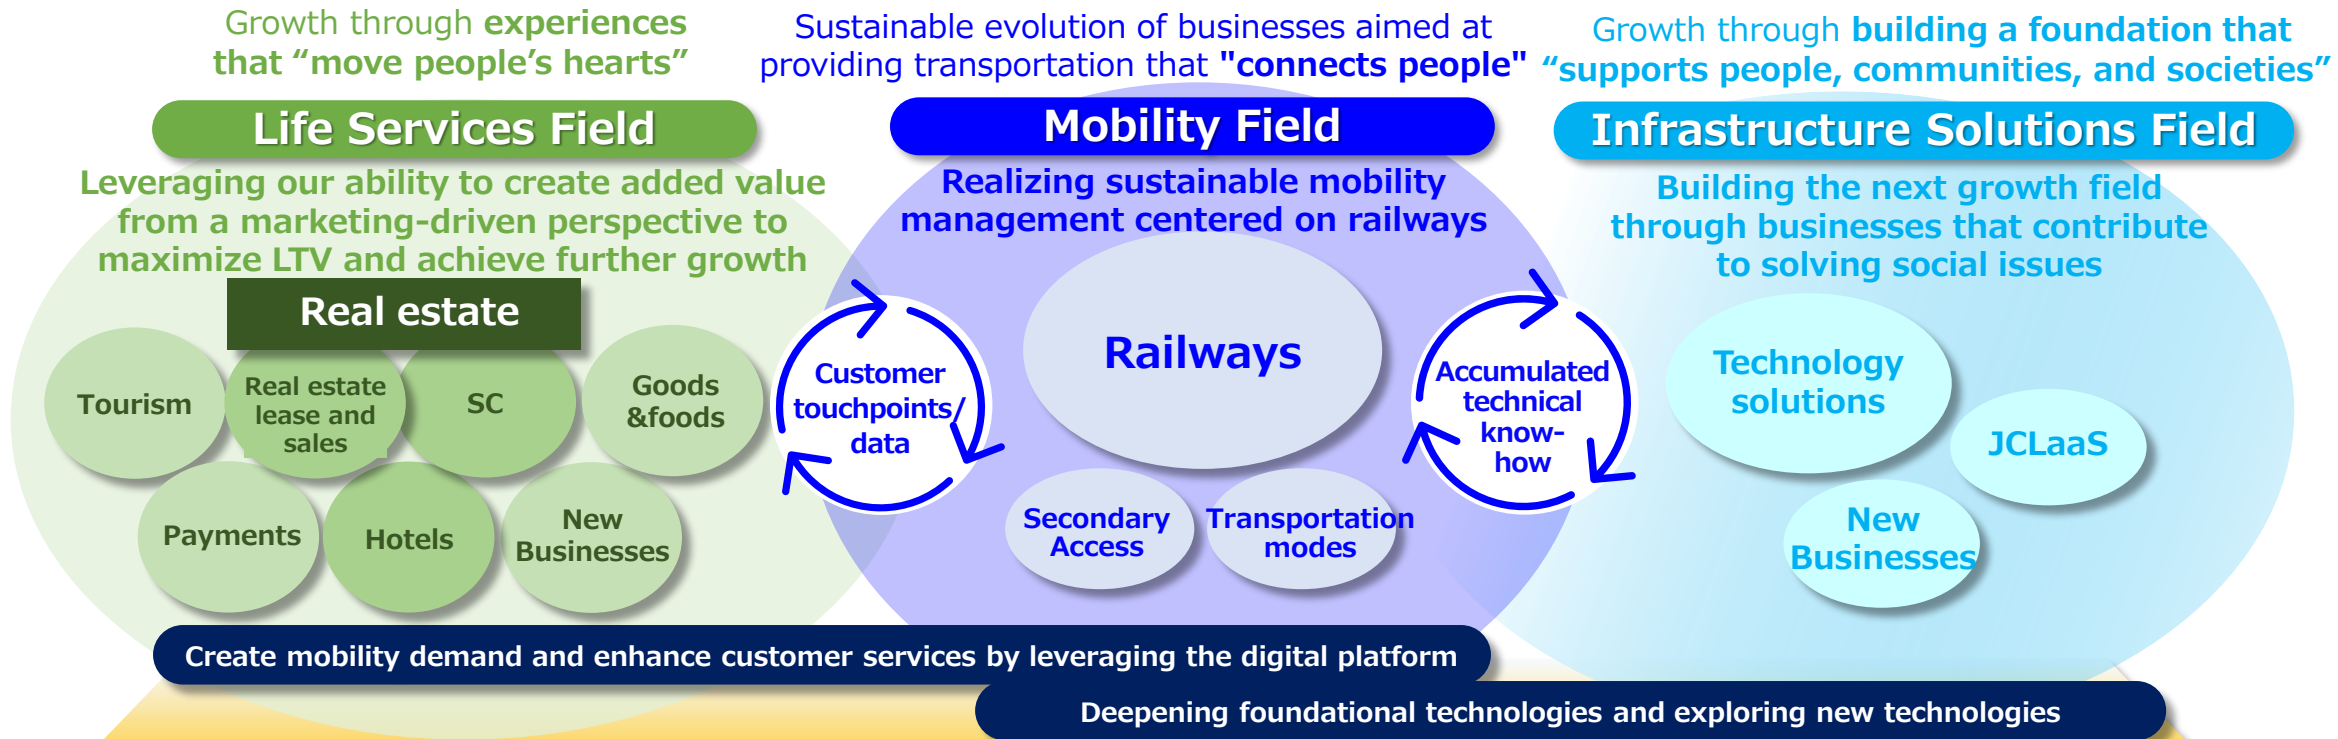 Growth through experiences
that “move people’s hearts”
Life Services Field
Leveraging our ability to create added value
from a marketing-driven perspective to
maximize LTV and achieve further growth
Real estate
Tourism
Real estate
lease and
sales
SC
Goods
&foods
Payments
Hotels
New
Businesses
Customer
touchpoints/
data
Sustainable evolution of businesses aimed at
providing transportation that "connects people"
Mobility Field
Realizing sustainable mobility
management centered on railways
Railways
Secondary
Access
Transportation
modes
Accumulated
technical
know-
how
Growth through building a foundation that
“supports people, communities, and societies”
Infrastructure Solutions Field
Building the next growth field
through businesses that contribute
to solving social issues
Technology
solutions
JCLaaS
New
Businesses
Create mobility demand and enhance customer services by leveraging the digital platform
Deepening foundational technologies and exploring new technologies